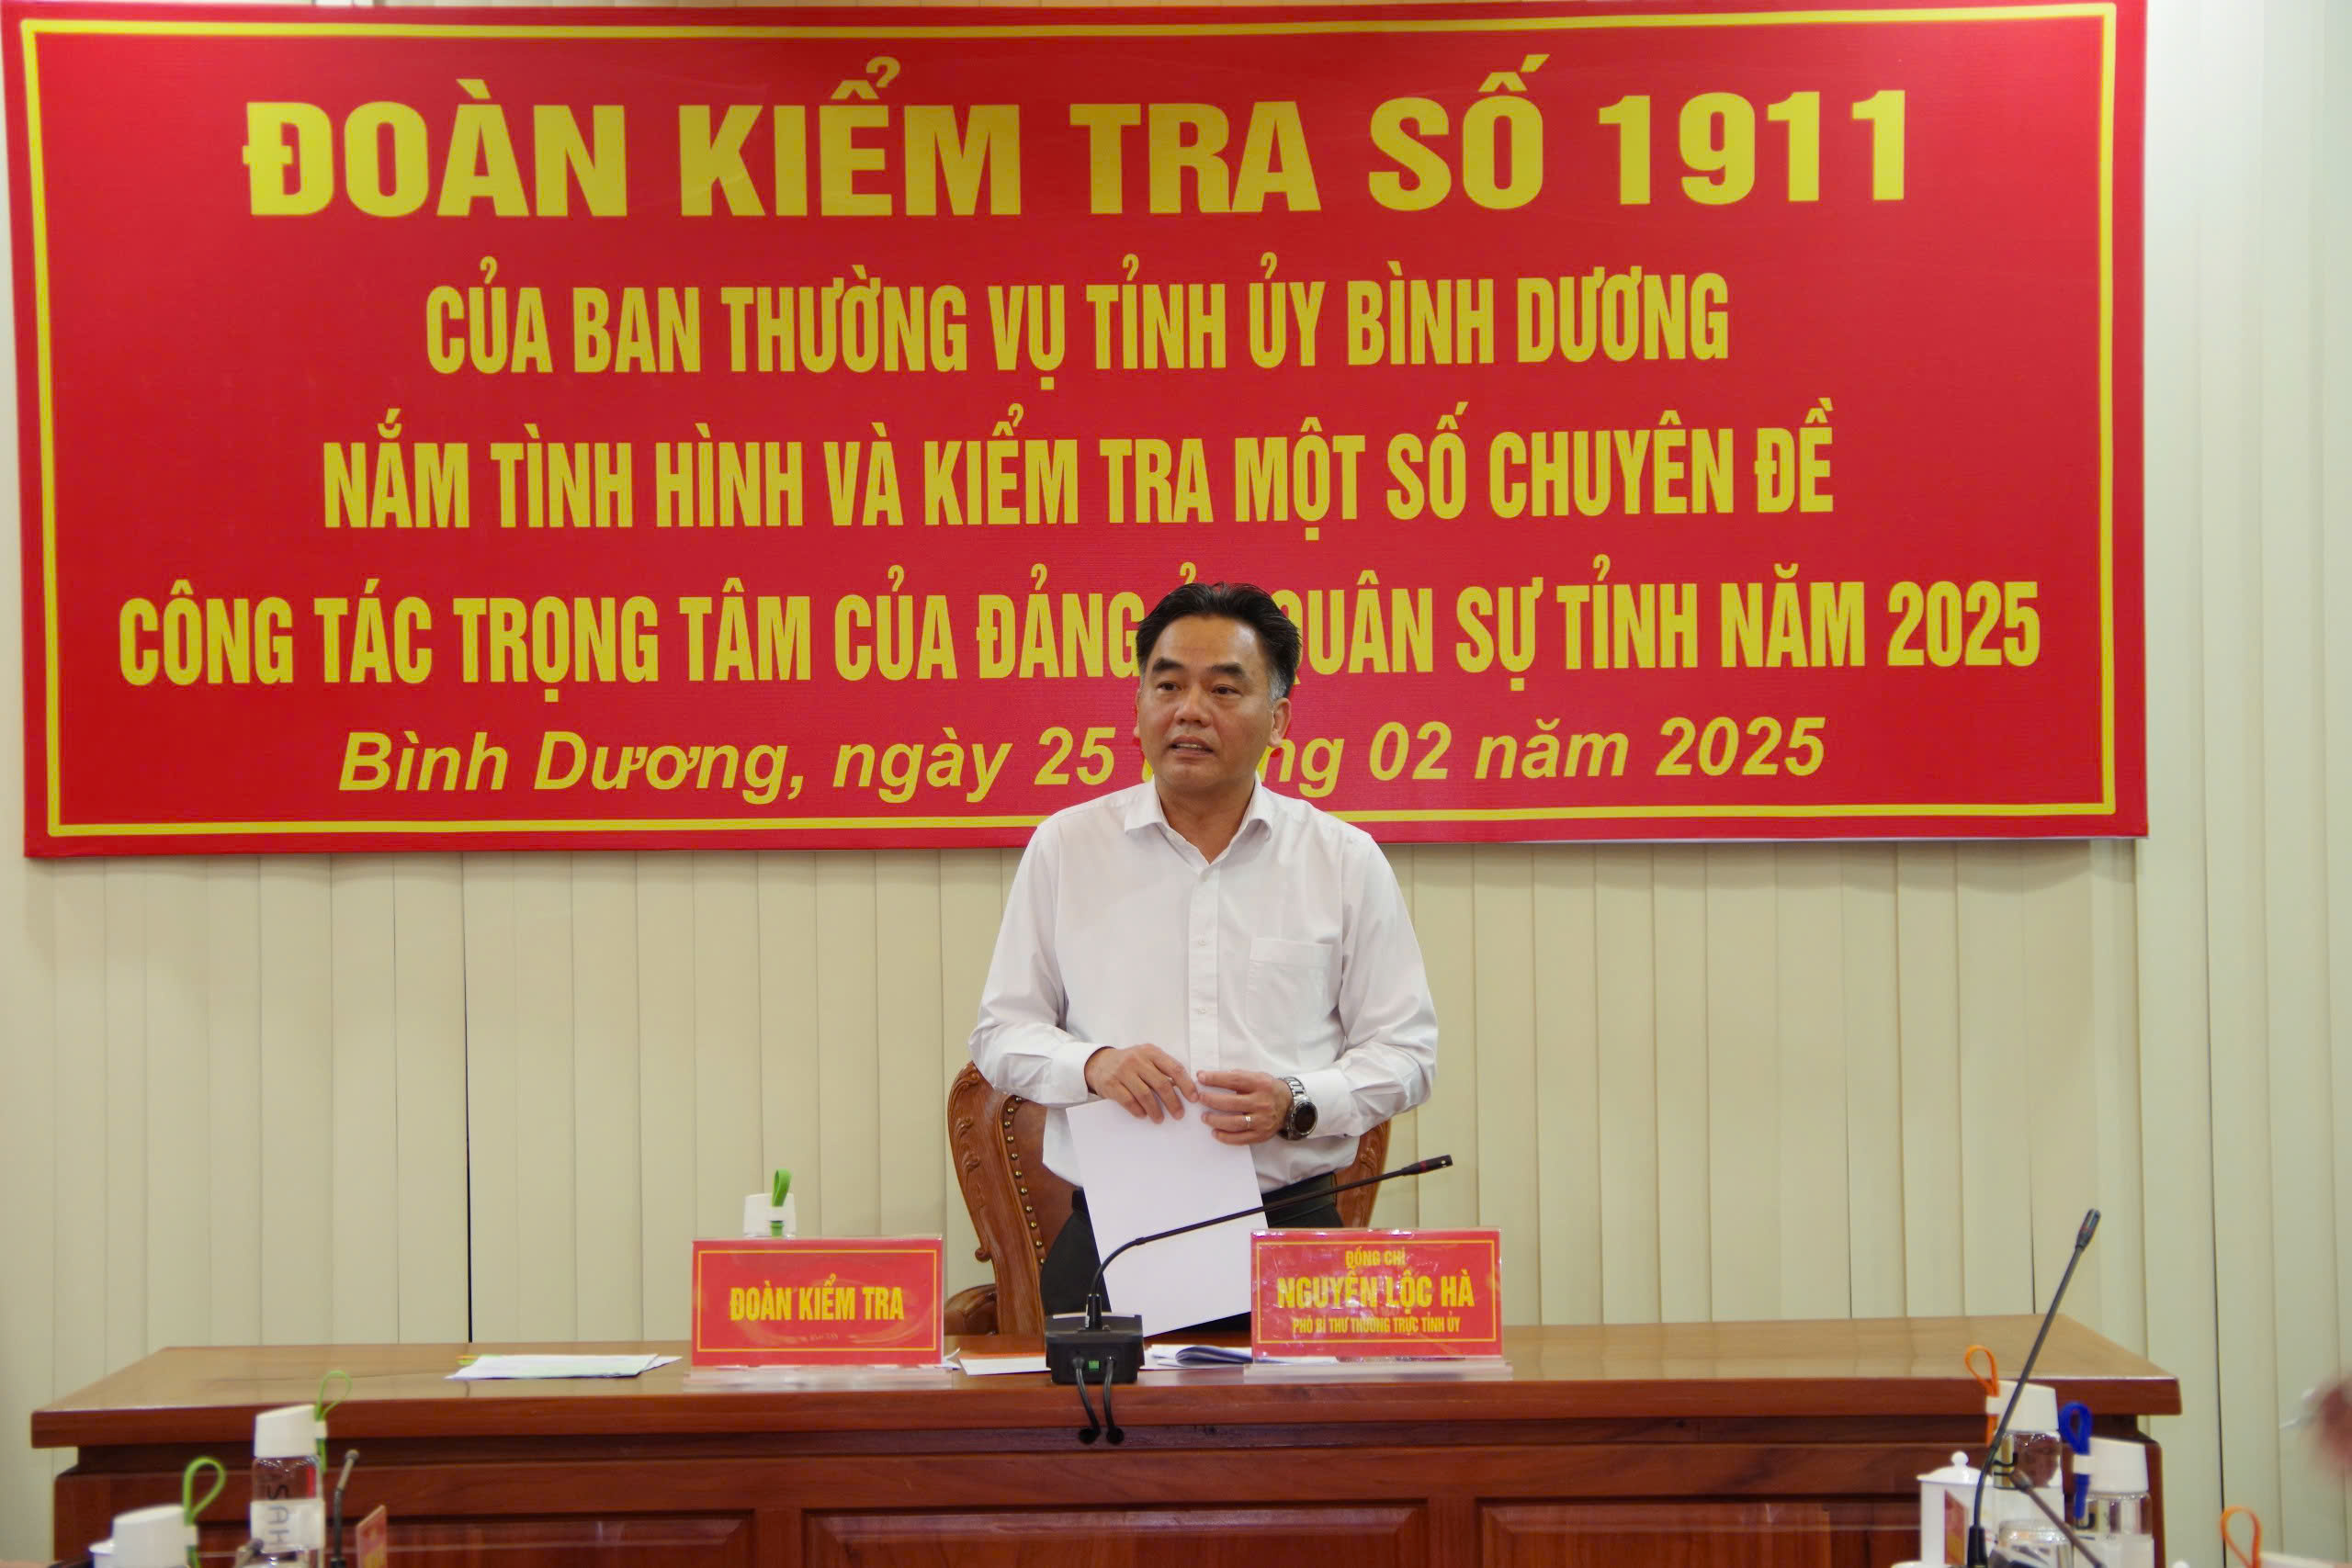 ĐOÀN KIỂM TRA SỐ 1911
CỦA BAN THƯỜNG VỤ TỈNH ỦY BÌNH DƯƠNG
NẮM TÌNH HÌNH VÀ KIỂM TRA MỘT SỐ CHUYÊN ĐỀ
CÔNG TÁC TRỌNG TÂM CỦA ĐẢNG QUÂN SỰ TỈNH NĂM 2025
Bình Dương, ngày 25 02 năm 2025
ĐOÀN KIỂM TRA
ĐỒNG CHÍ
NGUYỄN LỘC HÀ
PHÓ BÍ THƯ THƯỜNG TRỰC TỈNH ỦY